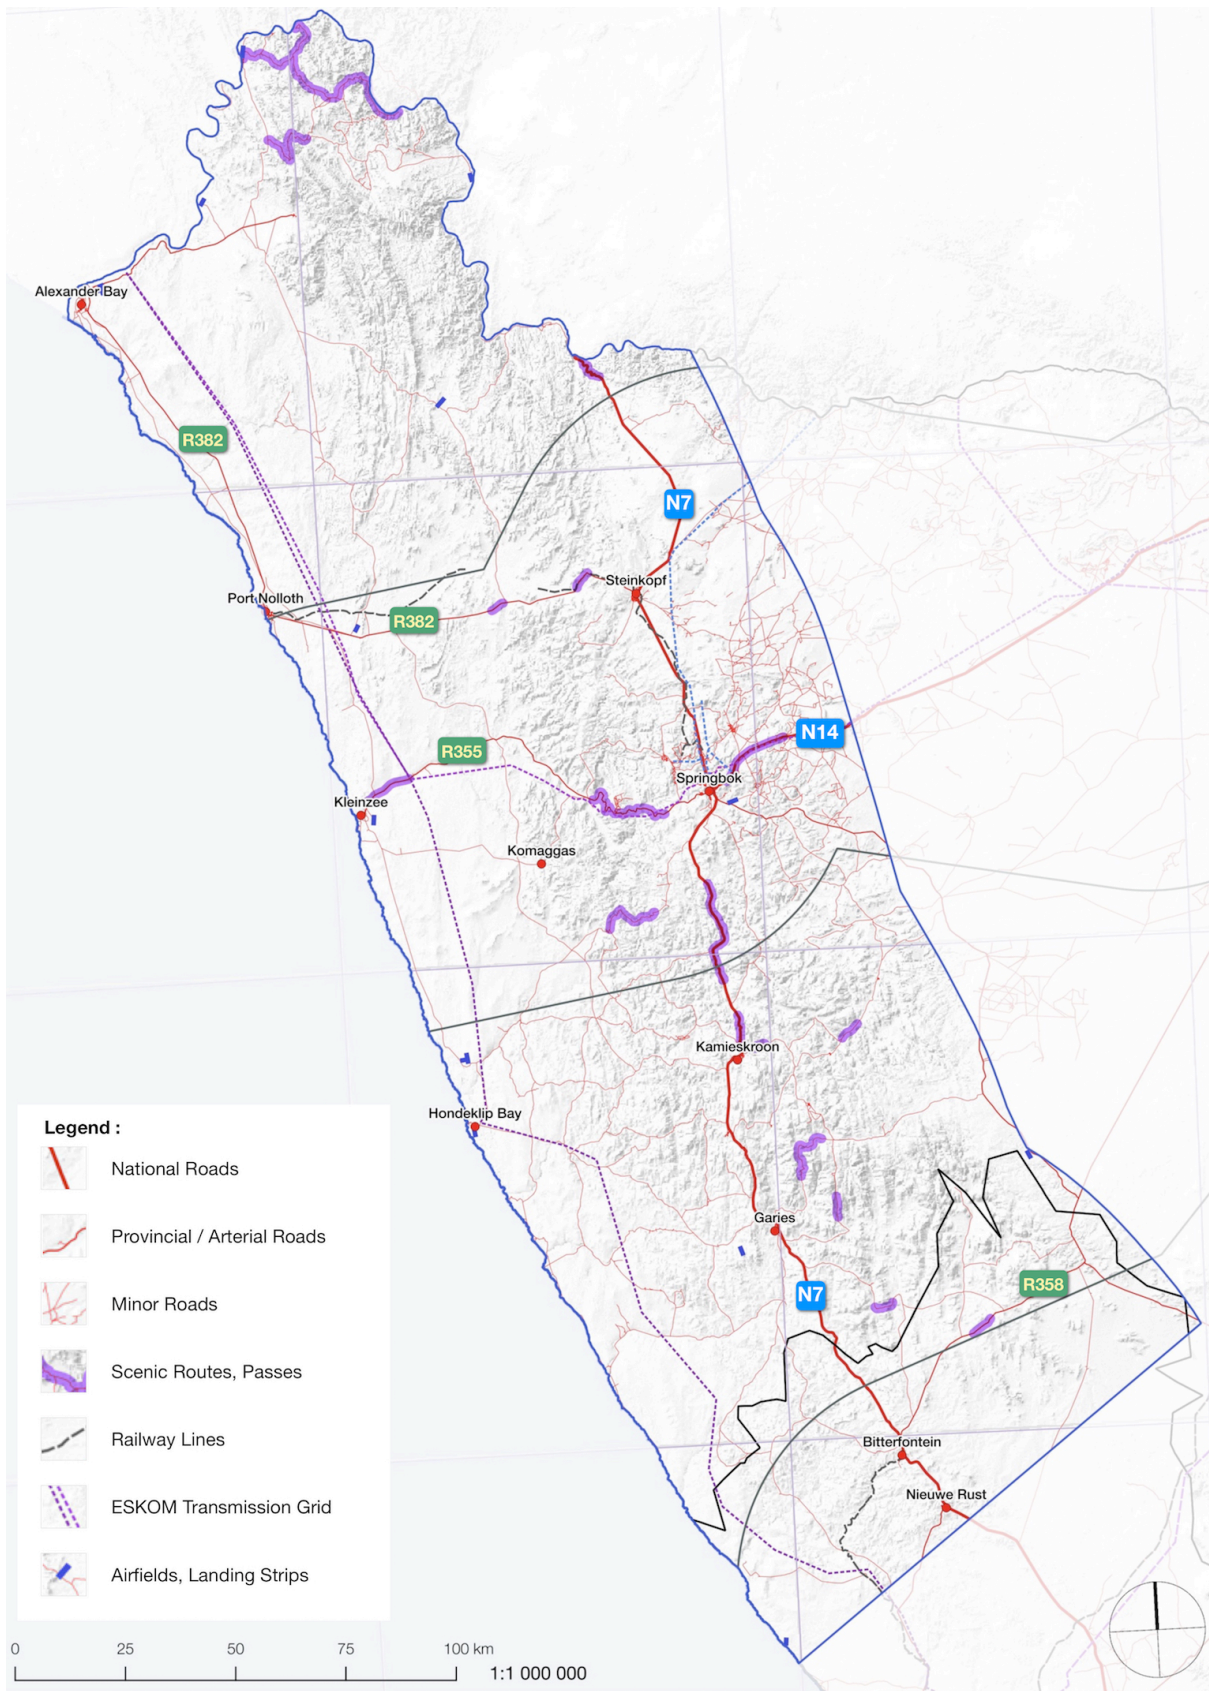 Alexander Bay
R382
N7
Steinkopf
Port Nolloth
R382
N14
R355
Springbok
Kleinzee
Komaggas
Kamieskroon
Hondeklip Bay
Legend :
National Roads
Provincial / Arterial Roads
Minor Roads
Scenic Routes, Passes
Railway Lines
ESKOM Transmission Grid
Airfields, Landing Strips
Garies
R358
N7
Bitterfontein
Nieuwe Rust
0 25 50 75 100 km
1:1 000 000